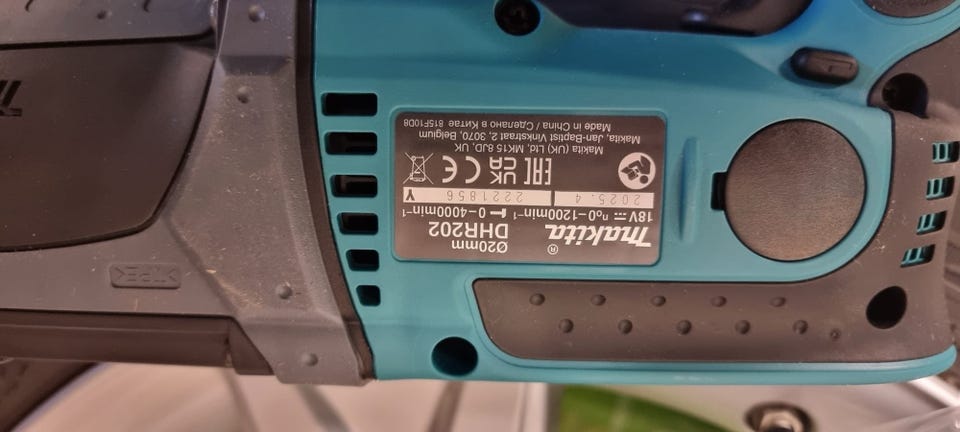 makita® DHR202
Ø20mm
18V ⎓ n₀0-1200min⁻¹ 0-4000min⁻¹
2025.4 2221856 Y
EAC UK CA CE
Makita (UK) Ltd, MK15 8JD, UK
Makita, Jan-Baptist Vinkstraat, 2, 3070, Belgium
Made in China / Сделано в Китае 815F10D8
>TPE<